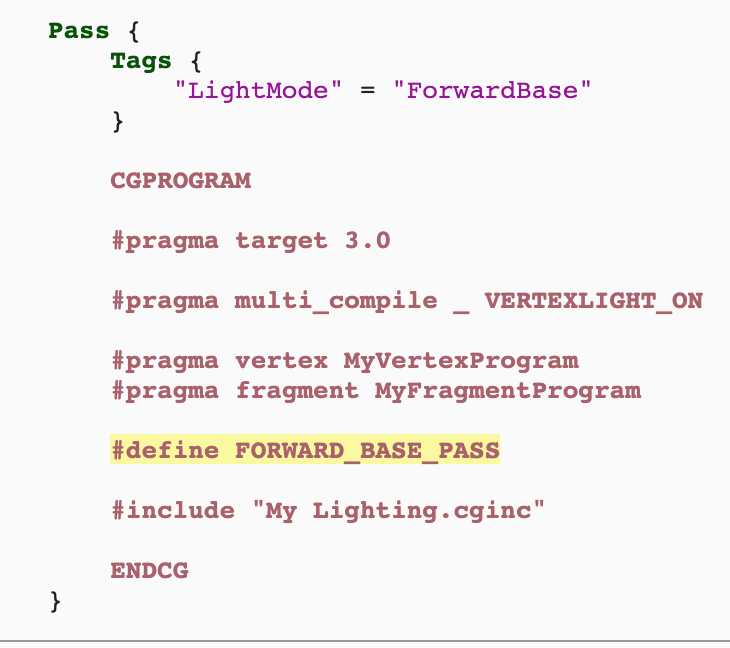 Pass {
Tags {
"LightMode" = "ForwardBase"
}
CGPROGRAM
#pragma target 3.0
#pragma multi_compile _ VERTEXLIGHT_ON
#pragma vertex MyVertexProgram
#pragma fragment MyFragmentProgram
#define FORWARD_BASE_PASS
#include "My Lighting.cginc"
ENDCG
}